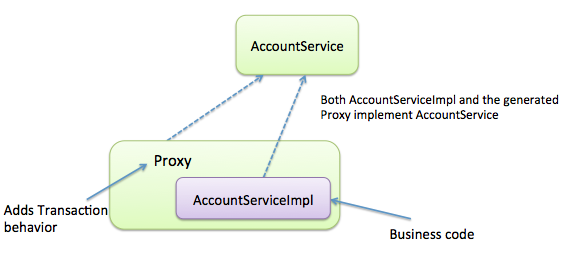 AccountService
Both AccountServiceImpl and the generated
Proxy implement AccountService
Proxy
AccountServiceImpl
Adds Transaction
behavior
Business code